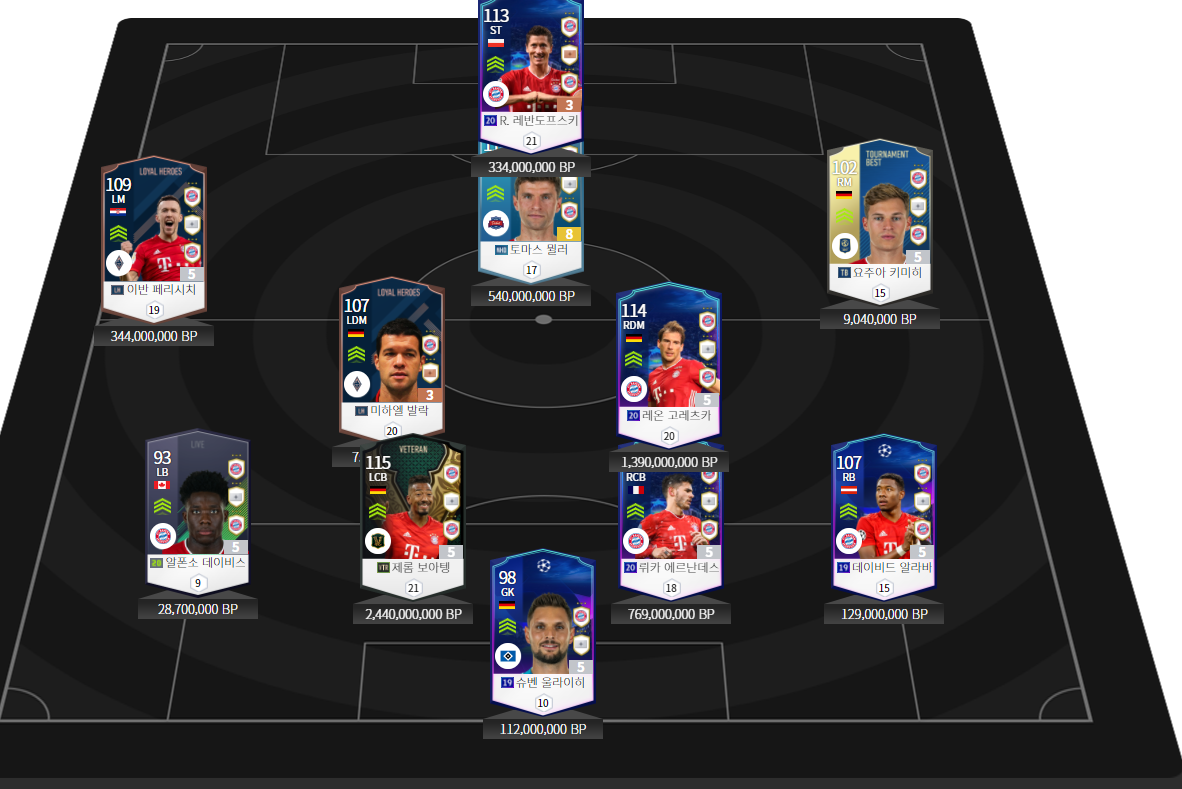 113
ST
3
20 R. 레반도프스키
21
334,000,000 BP
8
NHD 토마스 뮐러
17
540,000,000 BP
LOYAL HEROES
109
LM
5
LH 이반 페리시치
19
344,000,000 BP
TOURNAMENT
BEST
102
RM
5
TB 요주아 키미히
15
9,040,000 BP
LOYAL HEROES
107
LDM
3
LH 미하엘 발락
20
7.
114
RDM
5
20 레온 고레츠카
20
1,390,000,000 BP
LIVE
93
LB
5
20 알폰소 데이비스
9
28,700,000 BP
VETERAN
115
LCB
5
VTR 제롬 보아텡
21
2,440,000,000 BP
RCB
5
20 뤼카 에르난데스
18
769,000,000 BP
107
RB
5
19 데이비드 알라바
15
129,000,000 BP
98
GK
5
19 슈벤 울라이히
10
112,000,000 BP